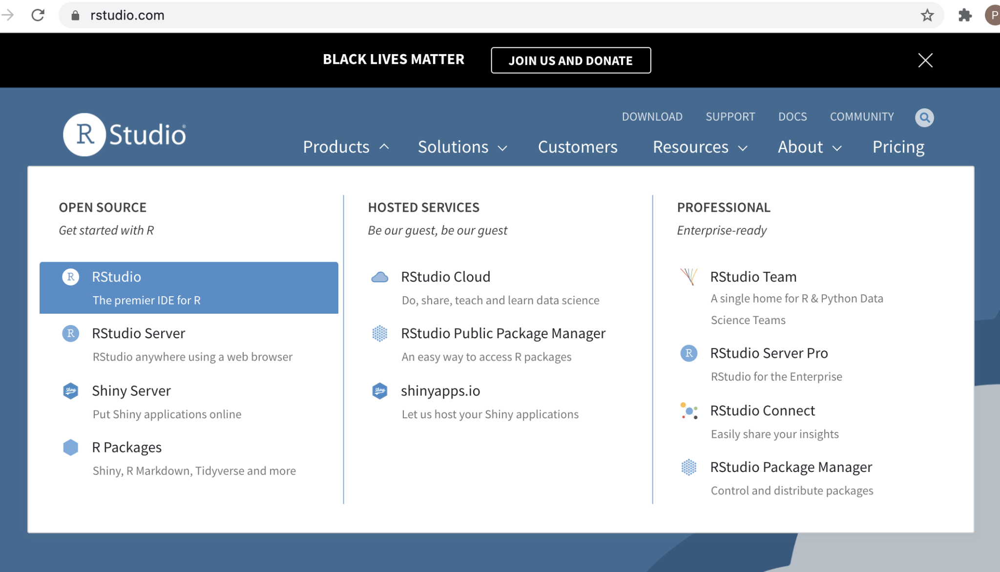 rstudio.com
P
BLACK LIVES MATTER
JOIN US AND DONATE
DOWNLOAD SUPPORT DOCS COMMUNITY
R Studio®
Products Solutions Customers Resources About Pricing
OPEN SOURCE
Get started with R
R RStudio
The premier IDE for R
R RStudio Server
RStudio anywhere using a web browser
Shiny Shiny Server
Put Shiny applications online
R Packages
Shiny, R Markdown, Tidyverse and more
HOSTED SERVICES
Be our guest, be our guest
RStudio Cloud
Do, share, teach and learn data science
RStudio Public Package Manager
An easy way to access R packages
Shiny shinyapps.io
Let us host your Shiny applications
PROFESSIONAL
Enterprise-ready
RStudio Team
A single home for R & Python Data
Science Teams
R RStudio Server Pro
RStudio for the Enterprise
RStudio Connect
Easily share your insights
RStudio Package Manager
Control and distribute packages